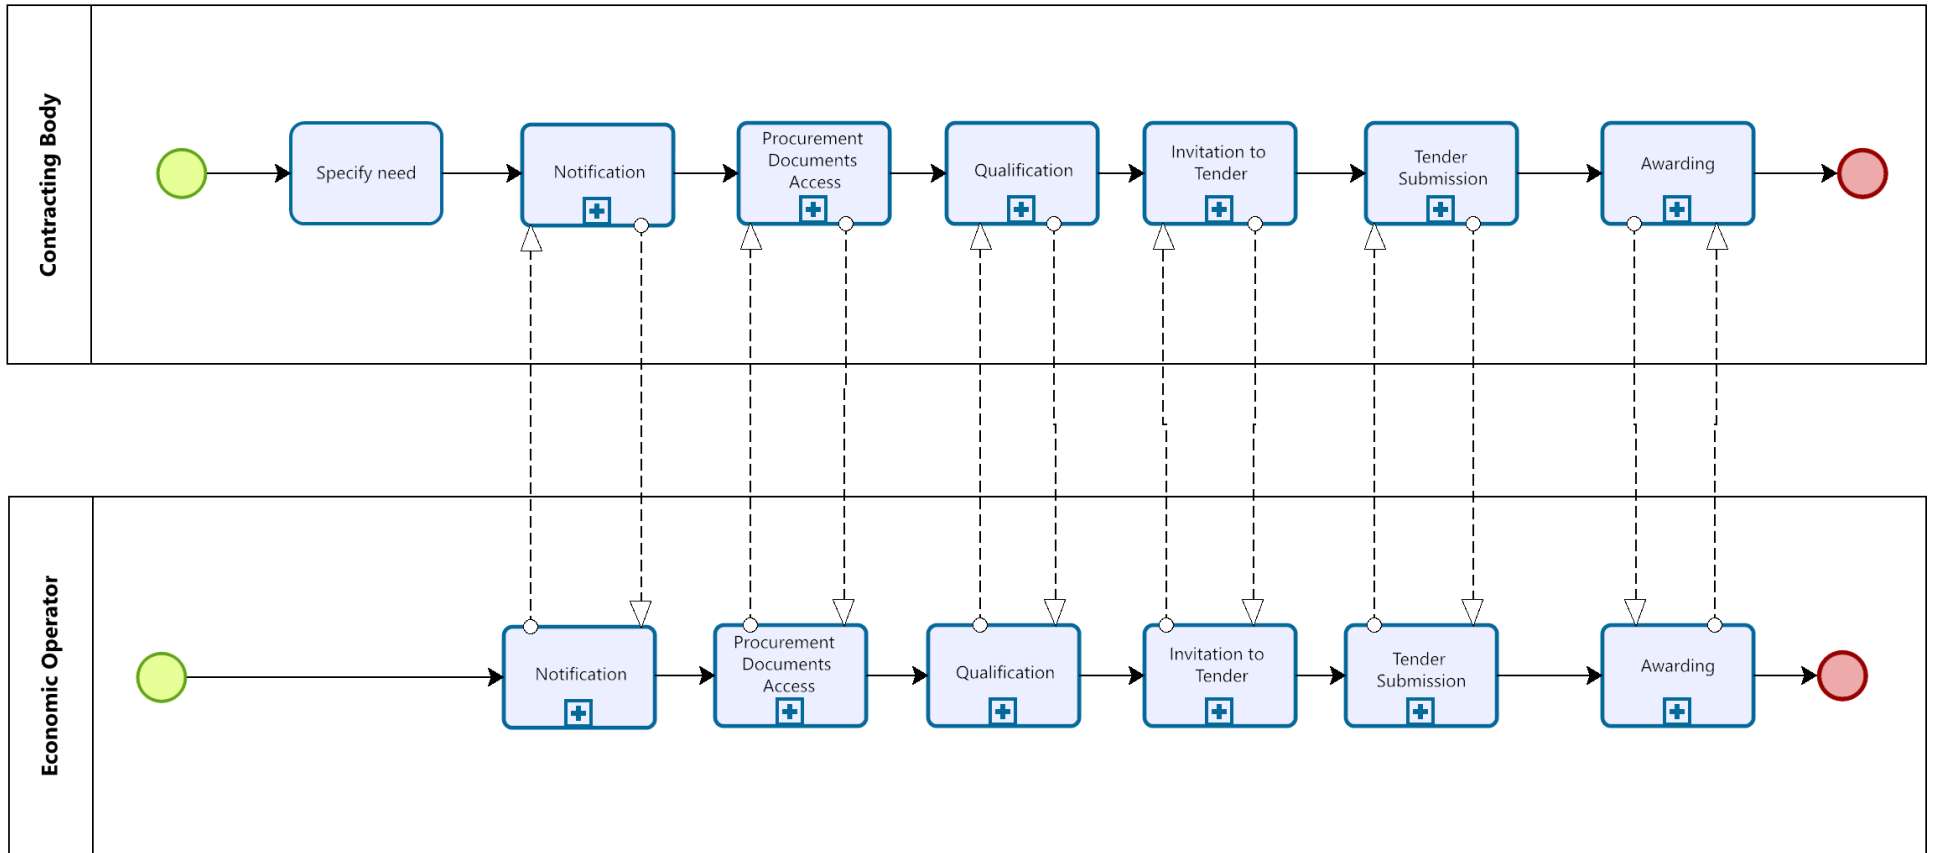 Contracting Body
Specify need
Notification
Procurement
Documents
Access
Qualification
Invitation to
Tender
Tender
Submission
Awarding
Economic Operator
Notification
Procurement
Documents
Access
Qualification
Invitation to
Tender
Tender
Submission
Awarding